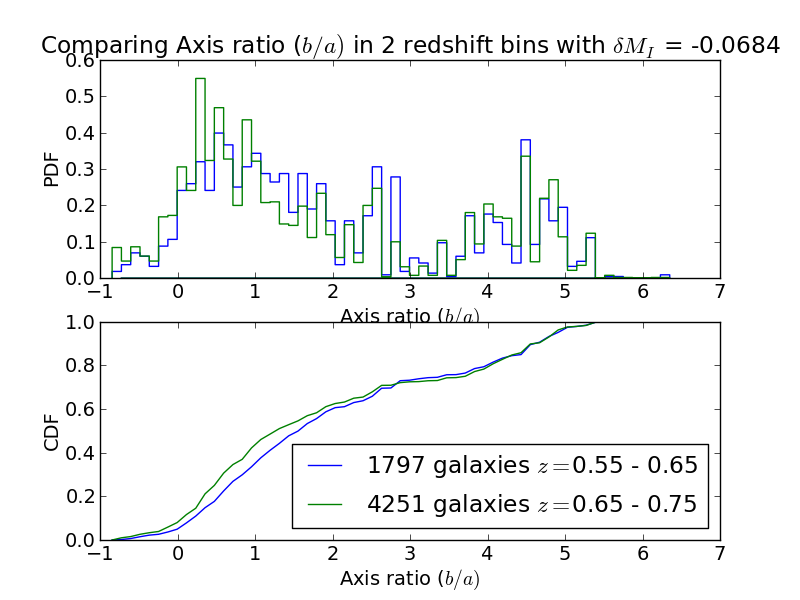 Comparing Axis ratio (b/a) in 2 redshift bins with δM_I = -0.0684
0.6
0.5
0.4
0.3
0.2
0.1
0.0
PDF
−1 0 1 2 3 4 5 6 7
Axis ratio (b/a)
1.0
0.8
0.6
0.4
0.2
0.0
CDF
1797 galaxies z=0.55 - 0.65
4251 galaxies z=0.65 - 0.75
−1 0 1 2 3 4 5 6 7
Axis ratio (b/a)